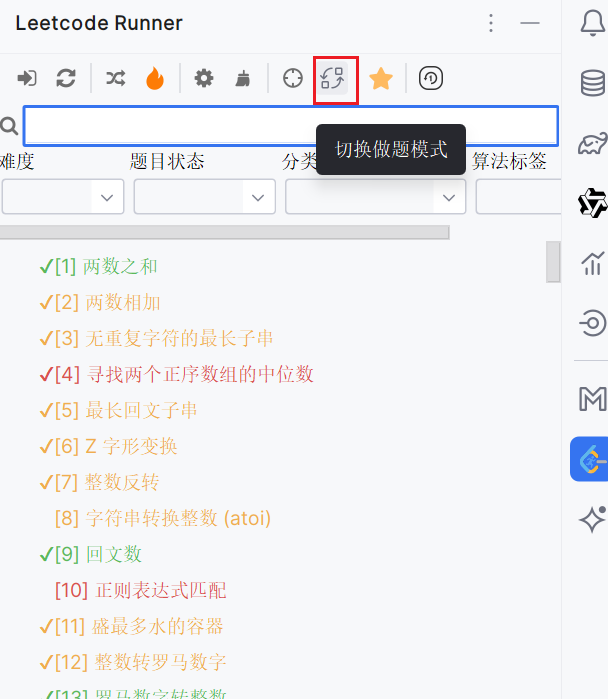 Leetcode Runner
切换做题模式
难度 题目状态 分类 算法标签
✓[1] 两数之和
✓[2] 两数相加
✓[3] 无重复字符的最长子串
✓[4] 寻找两个正序数组的中位数
✓[5] 最长回文子串
✓[6] Z 字形变换
✓[7] 整数反转
[8] 字符串转换整数 (atoi)
✓[9] 回文数
[10] 正则表达式匹配
✓[11] 盛最多水的容器
✓[12] 整数转罗马数字
✓[13] 罗马数字转整数